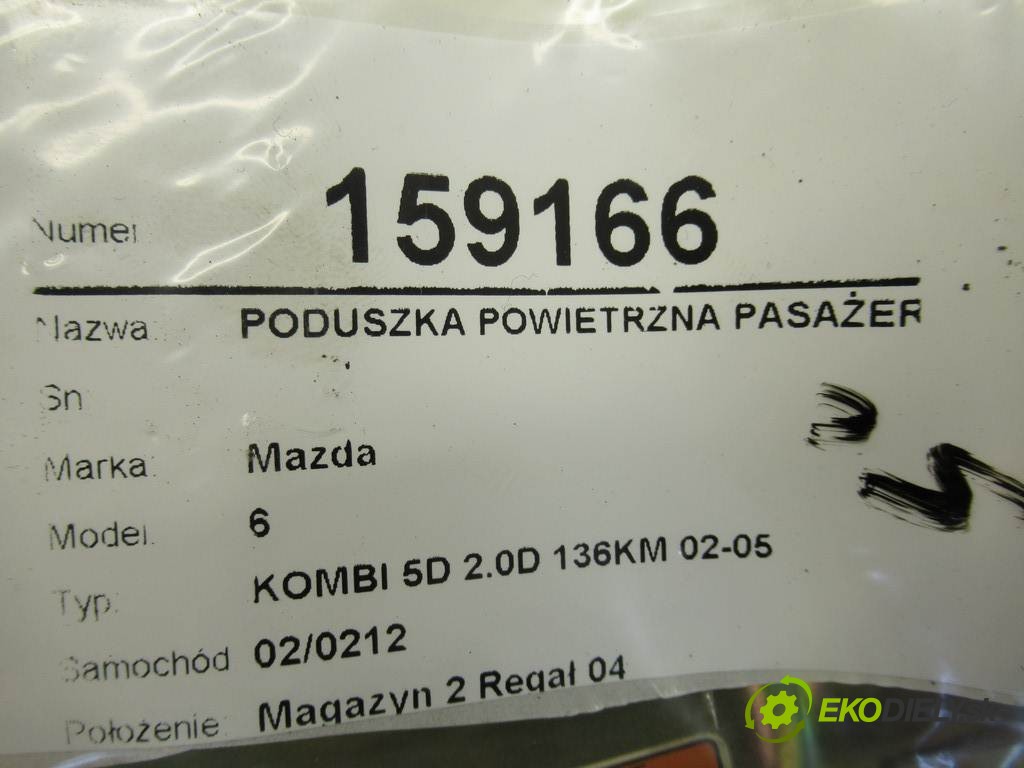 Numer 159166
Nazwa: PODUSZKA POWIETRZNA PASAŻER
Sn
Marka: Mazda
Model: 6
Typ: KOMBI 5D 2.0D 136KM 02-05
Samochód 02/0212
Położenie: Magazyn 2 Regał 04